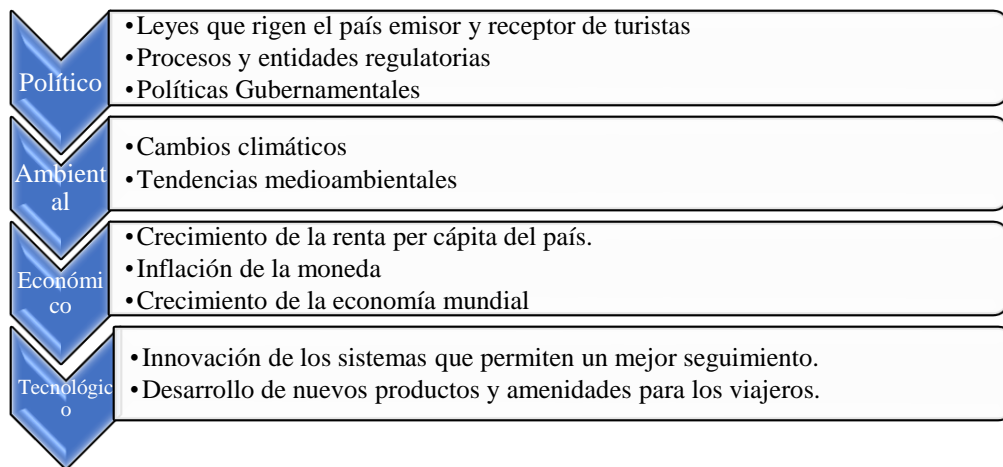 Político
•Leyes que rigen el país emisor y receptor de turistas
•Procesos y entidades regulatorias
•Políticas Gubernamentales
Ambient
al
•Cambios climáticos
•Tendencias medioambientales
Económi
co
•Crecimiento de la renta per cápita del país.
•Inflación de la moneda
•Crecimiento de la economía mundial
Tecnológic
o
•Innovación de los sistemas que permiten un mejor seguimiento.
•Desarrollo de nuevos productos y amenidades para los viajeros.